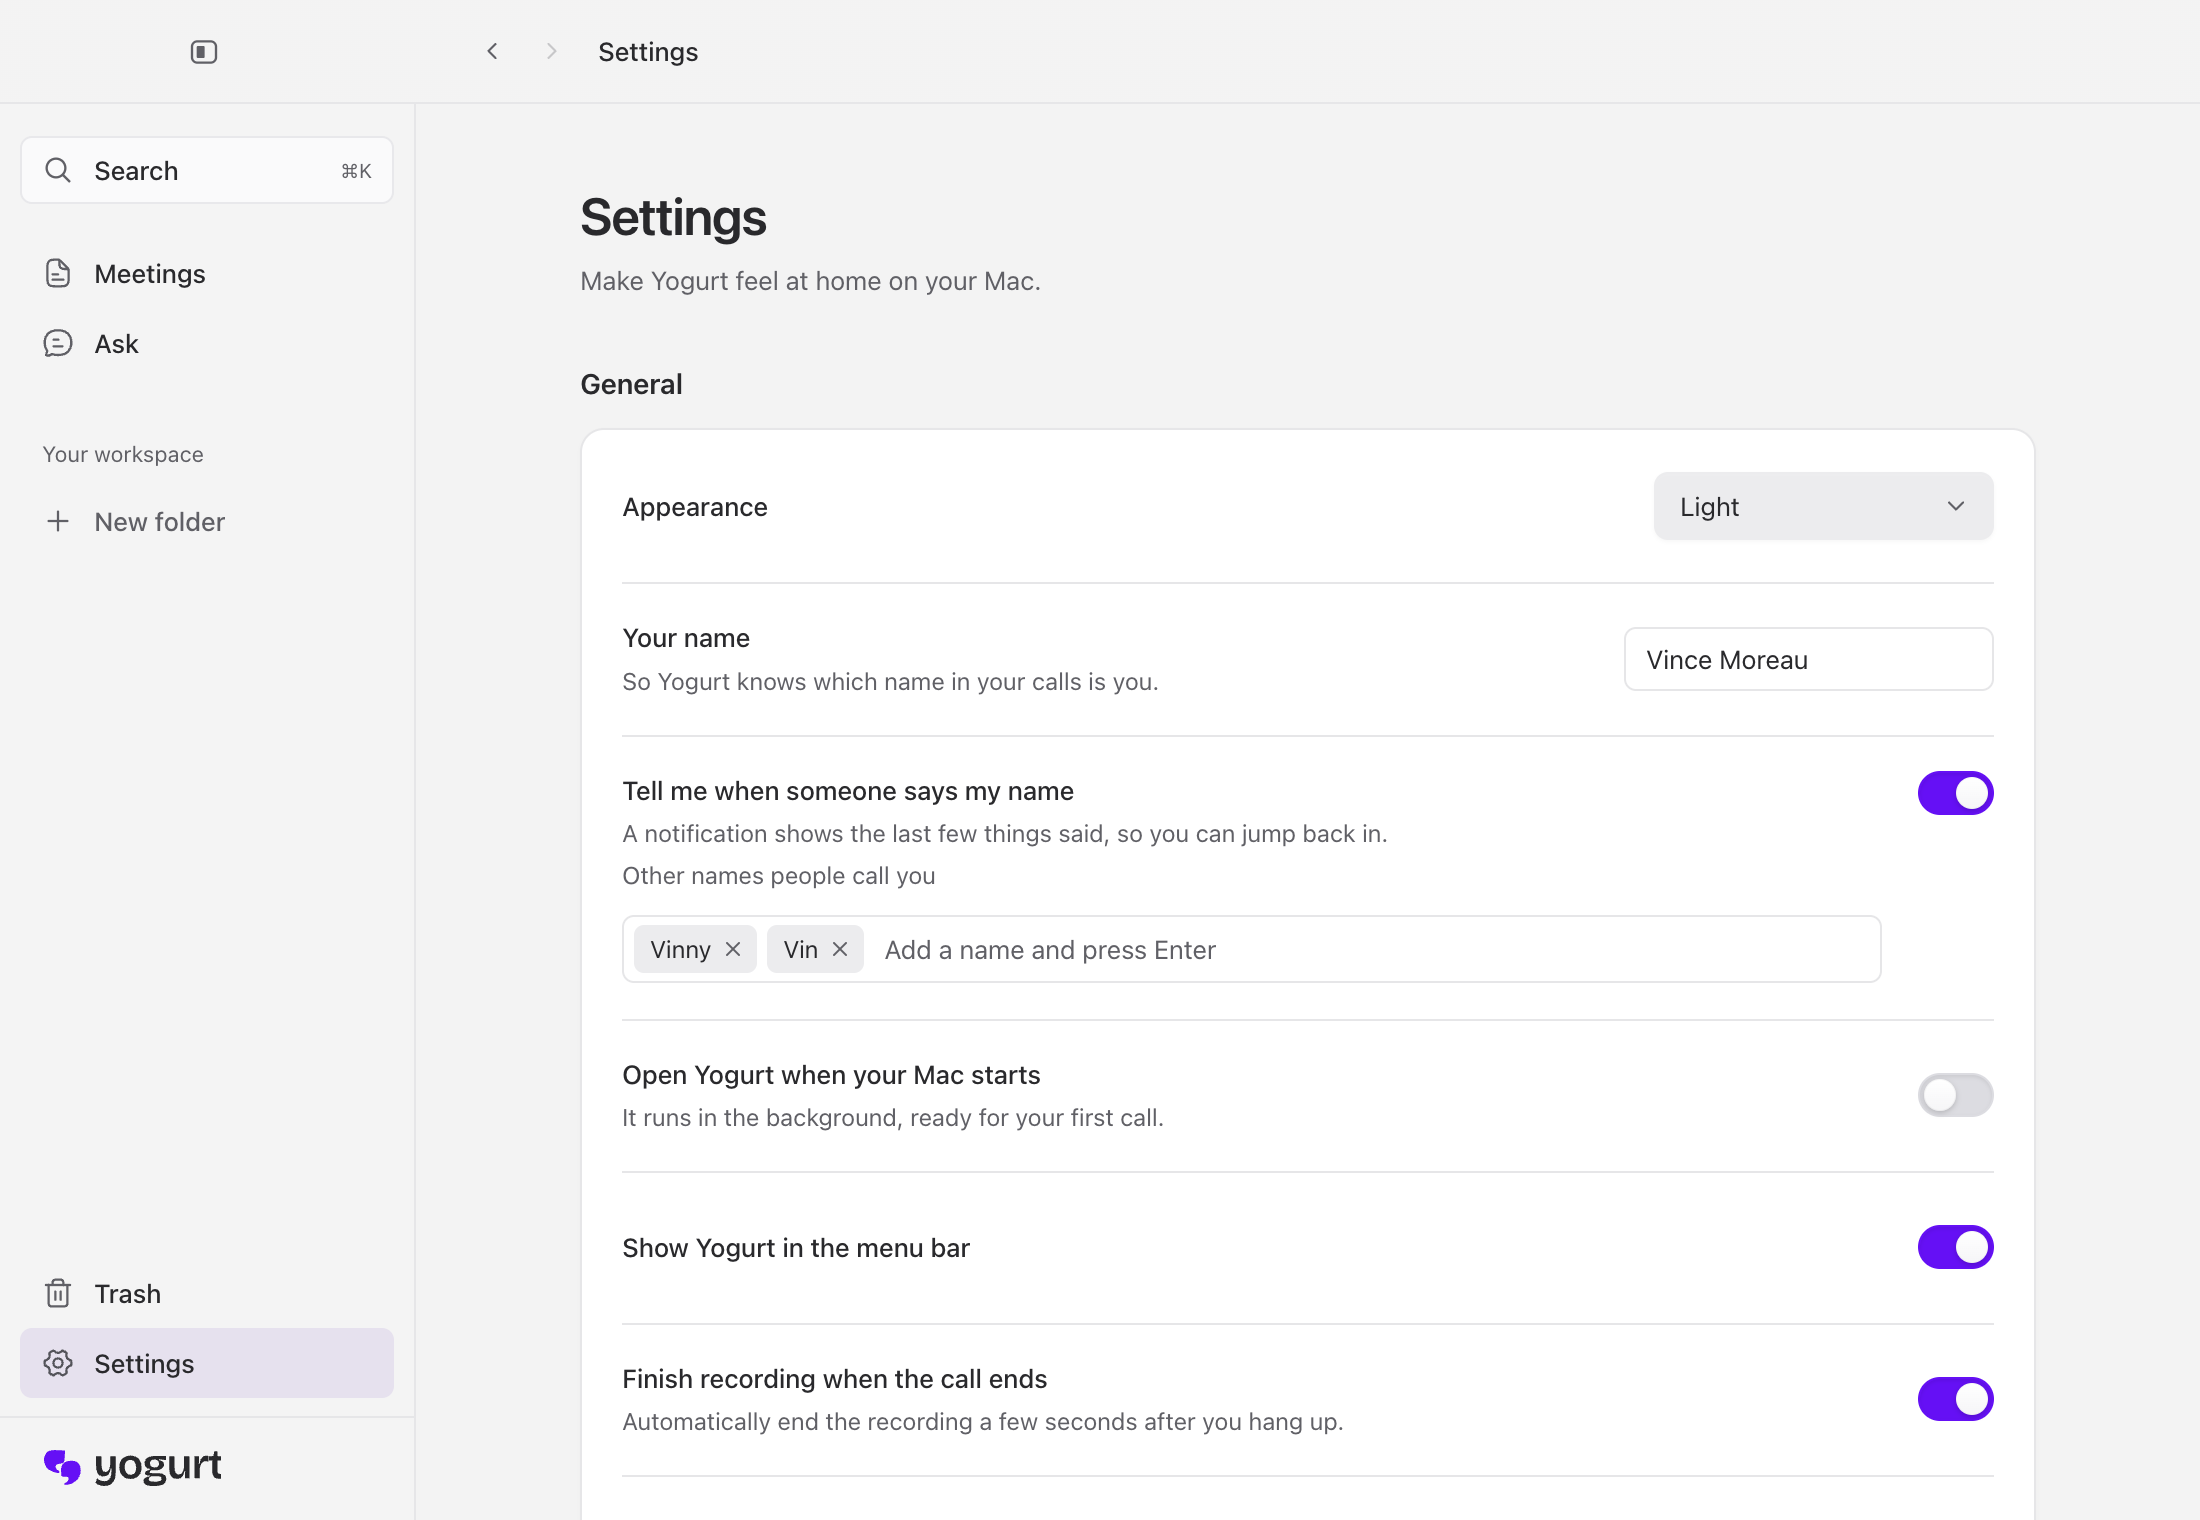 Settings
Search ⌘K
Meetings
Ask
Your workspace
New folder
Trash
Settings
yogurt
Settings
Make Yogurt feel at home on your Mac.
General
Appearance
Light
Your name
So Yogurt knows which name in your calls is you.
Vince Moreau
Tell me when someone says my name
A notification shows the last few things said, so you can jump back in.
Other names people call you
Vinny Vin Add a name and press Enter
Open Yogurt when your Mac starts
It runs in the background, ready for your first call.
Show Yogurt in the menu bar
Finish recording when the call ends
Automatically end the recording a few seconds after you hang up.